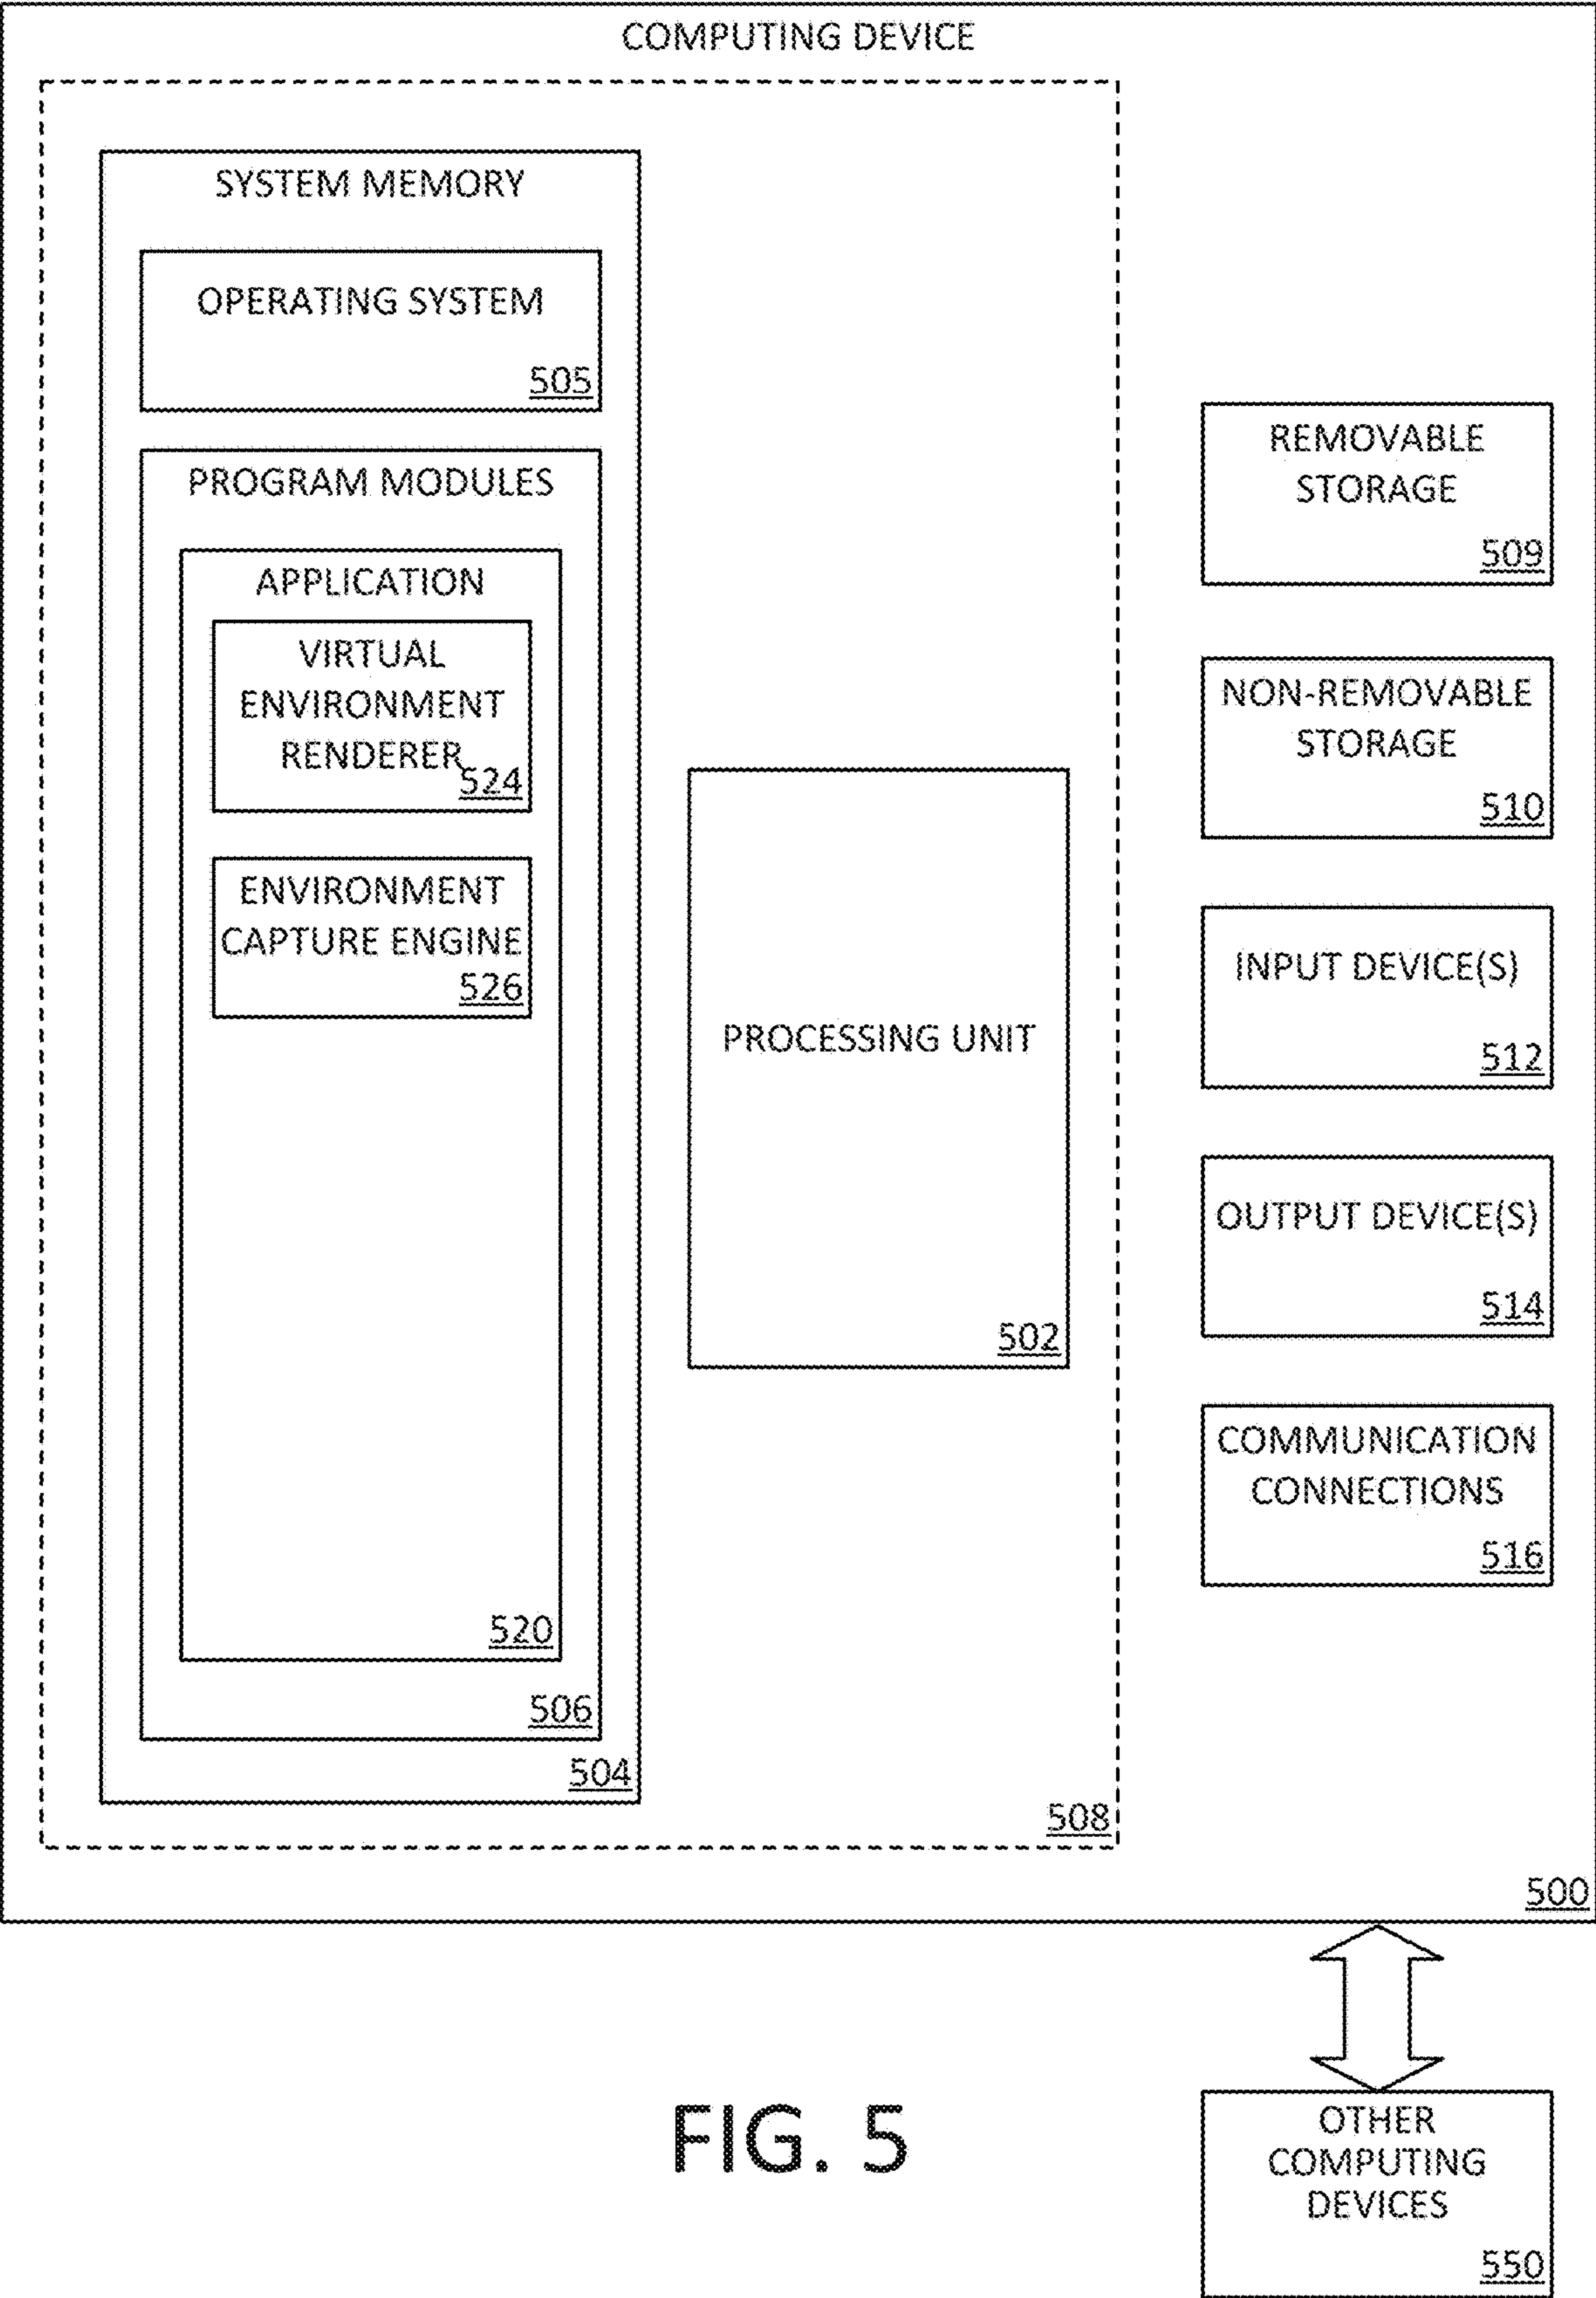 COMPUTING DEVICE
SYSTEM MEMORY
OPERATING SYSTEM
505
PROGRAM MODULES
APPLICATION
VIRTUAL
ENVIRONMENT
RENDERER
524
ENVIRONMENT
CAPTURE ENGINE
526
520
506
504
PROCESSING UNIT
502
508
REMOVABLE
STORAGE
509
NON-REMOVABLE
STORAGE
510
INPUT DEVICE(S)
512
OUTPUT DEVICE(S)
514
COMMUNICATION
CONNECTIONS
516
500
OTHER
COMPUTING
DEVICES
550
FIG. 5